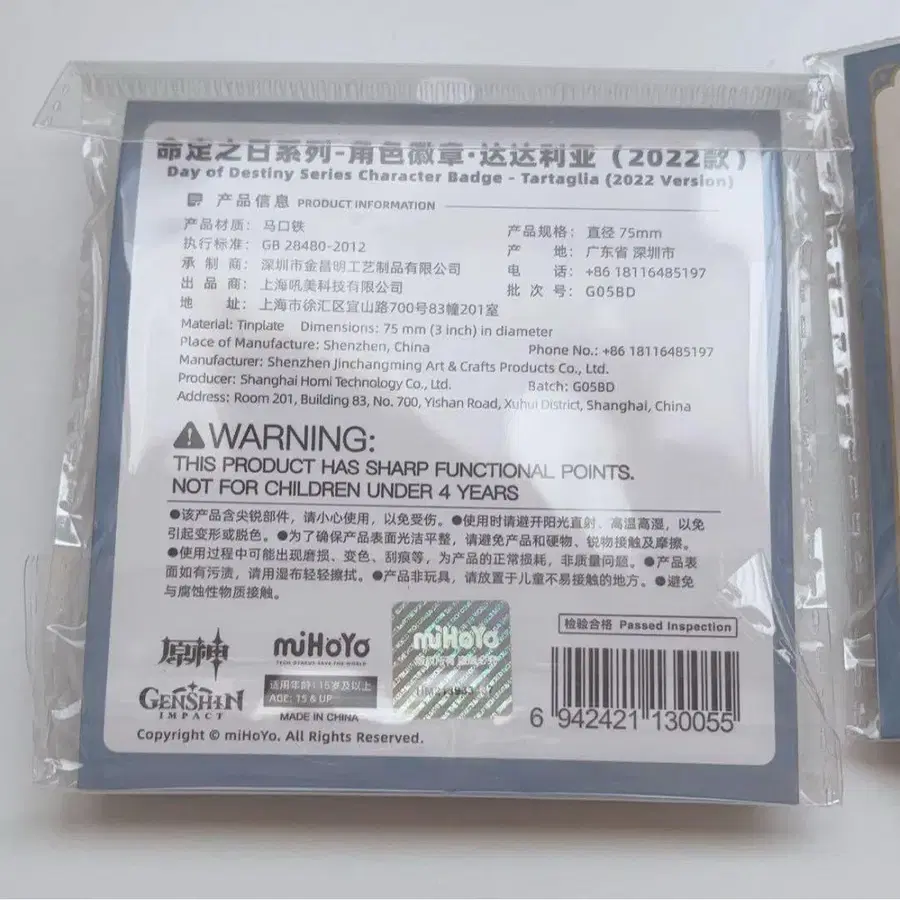 命定之日系列-角色徽章·达达利亚（2022款）
Day of Destiny Series Character Badge - Tartaglia (2022 Version)
产品信息 PRODUCT INFORMATION
产品材质： 马口铁
产品规格： 直径 75mm
执行标准： GB 28480-2012
产 地： 广东省 深圳市
承 制 商： 深圳市金昌明工艺制品有限公司
电 话： +86 18116485197
出 品 商： 上海吼美科技有限公司
批 次 号： G05BD
地 址： 上海市徐汇区宜山路700号83幢201室
Material: Tinplate Dimensions: 75 mm (3 inch) in diameter
Place of Manufacture: Shenzhen, China Phone No.: +86 18116485197
Manufacturer: Shenzhen Jinchangming Art & Crafts Products Co., Ltd.
Producer: Shanghai Homi Technology Co., Ltd. Batch: G05BD
Address: Room 201, Building 83, No. 700, Yishan Road, Xuhui District, Shanghai, China
WARNING:
THIS PRODUCT HAS SHARP FUNCTIONAL POINTS.
NOT FOR CHILDREN UNDER 4 YEARS
●该产品含尖锐部件，请小心使用，以免受伤。●使用时请避开阳光直射、高温高湿，以免
引起变形或脱色。●为了确保产品表面光洁平整，请避免产品和硬物、锐物接触及摩擦。
●使用过程中可能出现磨损、变色、刮痕等，为产品的正常损耗，非质量问题。●产品表
面如有污渍，请用湿布轻轻擦拭。●产品非玩具，请放置于儿童不易接触的地方。●避免
与腐蚀性物质接触。
原神
GENSHIN
IMPACT
miHoYo
TECH OTAKUS SAVE THE WORLD
适用年龄：15岁及以上
AGE: 15 & UP
MADE IN CHINA
miHoYo
检验合格 Passed Inspection
6 942421 130055
Copyright © miHoYo. All Rights Reserved.